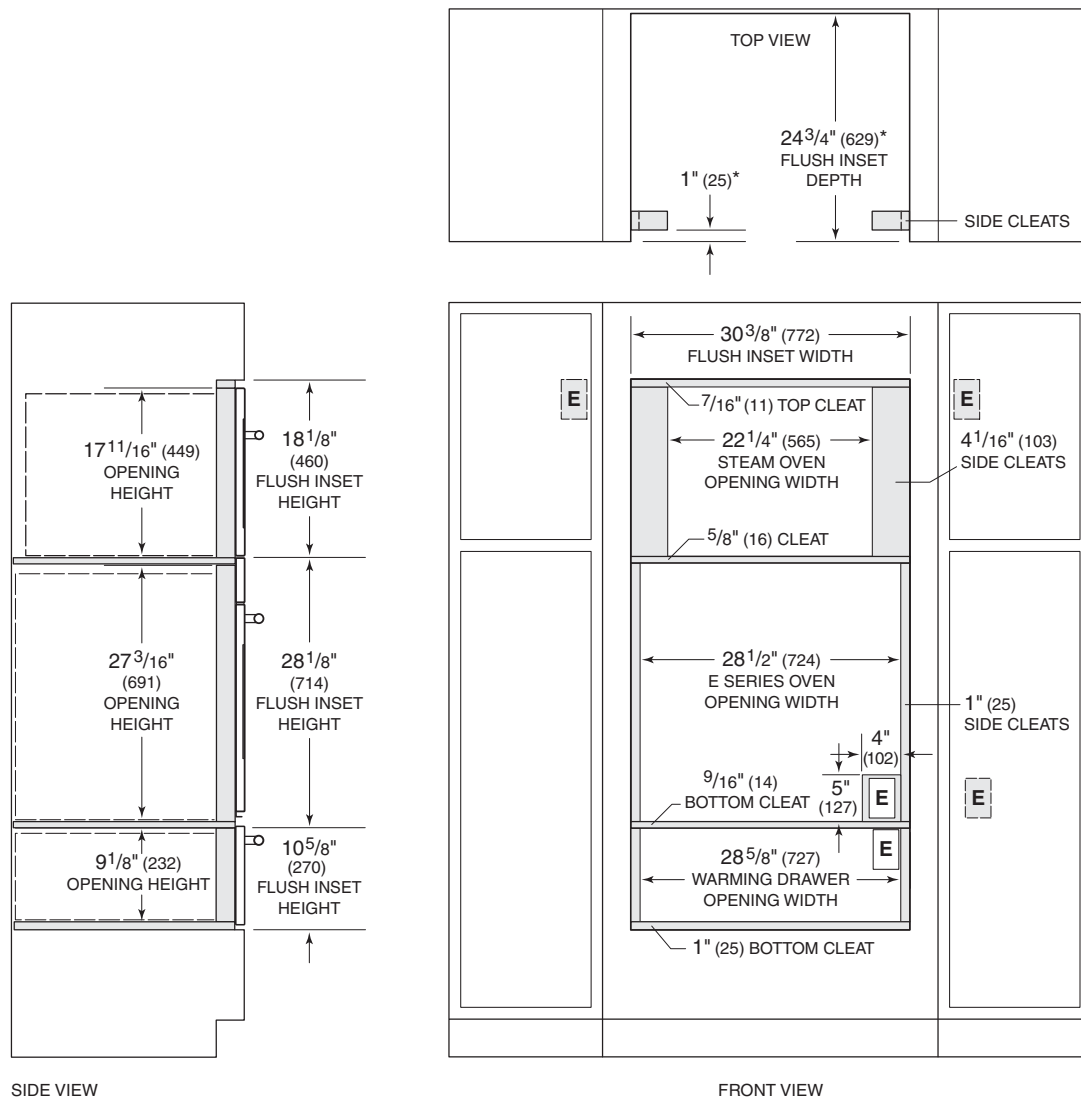 TOP VIEW
24 3/4" (629)*
FLUSH INSET
DEPTH
1" (25)*
SIDE CLEATS
17 11/16" (449)
OPENING
HEIGHT
18 1/8"
(460)
FLUSH INSET
HEIGHT
27 3/16"
(691)
OPENING
HEIGHT
28 1/8"
(714)
FLUSH INSET
HEIGHT
9 1/8" (232)
OPENING HEIGHT
10 5/8"
(270)
FLUSH INSET
HEIGHT
SIDE VIEW
30 3/8" (772)
FLUSH INSET WIDTH
E
E
7/16" (11) TOP CLEAT
22 1/4" (565)
STEAM OVEN
OPENING WIDTH
4 1/16" (103)
SIDE CLEATS
5/8" (16) CLEAT
28 1/2" (724)
E SERIES OVEN
OPENING WIDTH
1" (25)
SIDE CLEATS
4"
(102)
9/16" (14)
BOTTOM CLEAT
5"
(127)
E
E
E
28 5/8" (727)
WARMING DRAWER
OPENING WIDTH
1" (25) BOTTOM CLEAT
FRONT VIEW